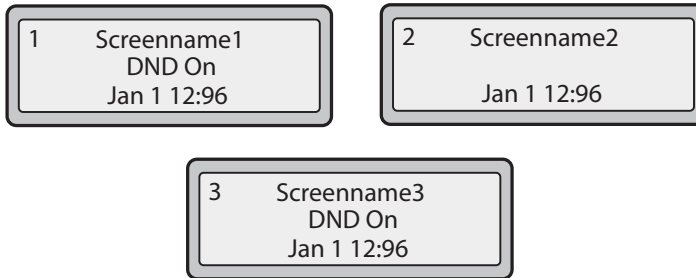 1 Screenname1
DND On
Jan 1 12:96
2 Screenname2
Jan 1 12:96
3 Screenname3
DND On
Jan 1 12:96